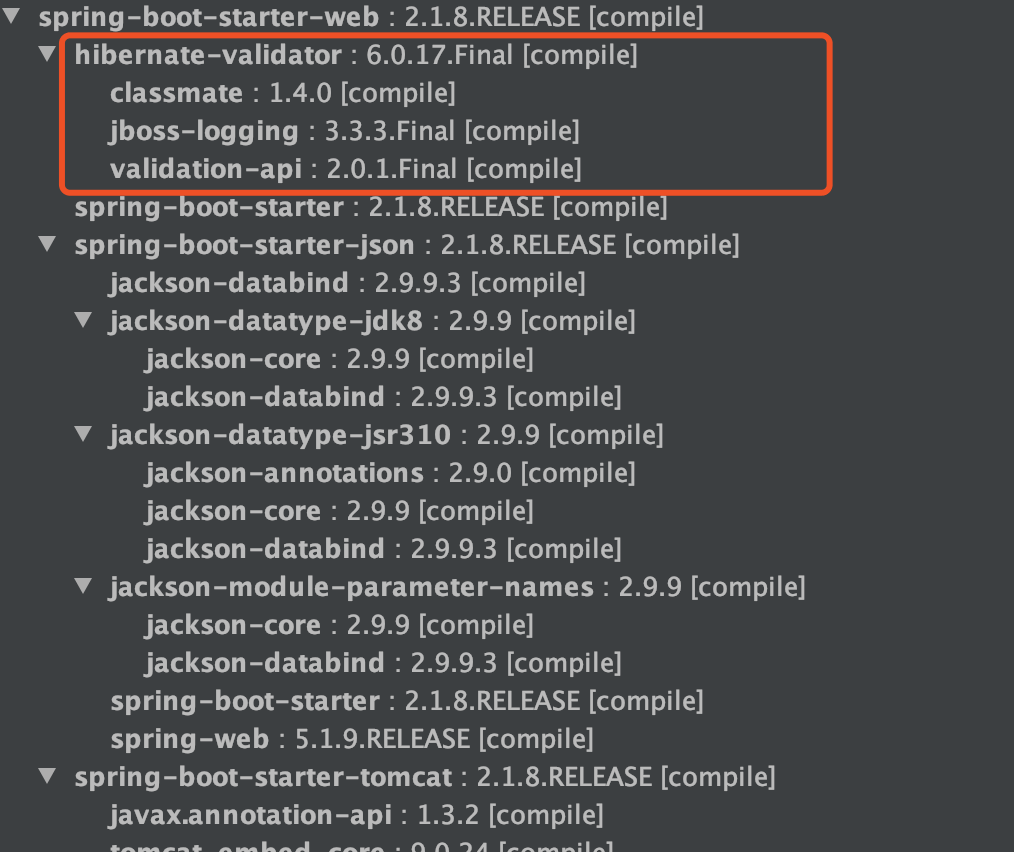 spring-boot-starter-web : 2.1.8.RELEASE [compile]
hibernate-validator : 6.0.17.Final [compile]
classmate : 1.4.0 [compile]
jboss-logging : 3.3.3.Final [compile]
validation-api : 2.0.1.Final [compile]
spring-boot-starter : 2.1.8.RELEASE [compile]
spring-boot-starter-json : 2.1.8.RELEASE [compile]
jackson-databind : 2.9.9.3 [compile]
jackson-datatype-jdk8 : 2.9.9 [compile]
jackson-core : 2.9.9 [compile]
jackson-databind : 2.9.9.3 [compile]
jackson-datatype-jsr310 : 2.9.9 [compile]
jackson-annotations : 2.9.0 [compile]
jackson-core : 2.9.9 [compile]
jackson-databind : 2.9.9.3 [compile]
jackson-module-parameter-names : 2.9.9 [compile]
jackson-core : 2.9.9 [compile]
jackson-databind : 2.9.9.3 [compile]
spring-boot-starter : 2.1.8.RELEASE [compile]
spring-web : 5.1.9.RELEASE [compile]
spring-boot-starter-tomcat : 2.1.8.RELEASE [compile]
javax.annotation-api : 1.3.2 [compile]
tomcat-embed-core : 9.0.24 [compile]